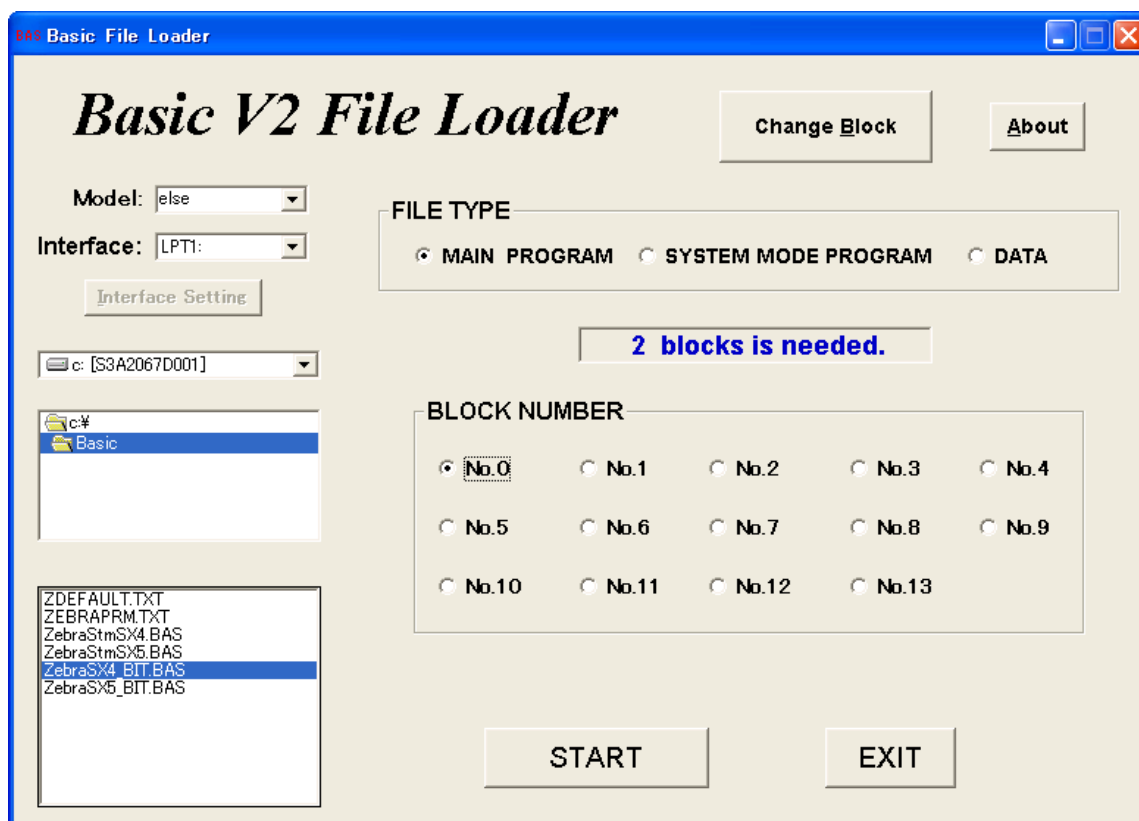 BAS Basic File Loader
Basic V2 File Loader
Change Block
About
Model: else
Interface: LPT1:
Interface Setting
c: [S3A2067D001]
c:¥
Basic
ZDEFAULT.TXT
ZEBRAPRM.TXT
ZebraStmSX4.BAS
ZebraStmSX5.BAS
ZebraSX4_BIT.BAS
ZebraSX5_BIT.BAS
FILE TYPE
MAIN PROGRAM SYSTEM MODE PROGRAM DATA
2 blocks is needed.
BLOCK NUMBER
No.0 No.1 No.2 No.3 No.4
No.5 No.6 No.7 No.8 No.9
No.10 No.11 No.12 No.13
START EXIT